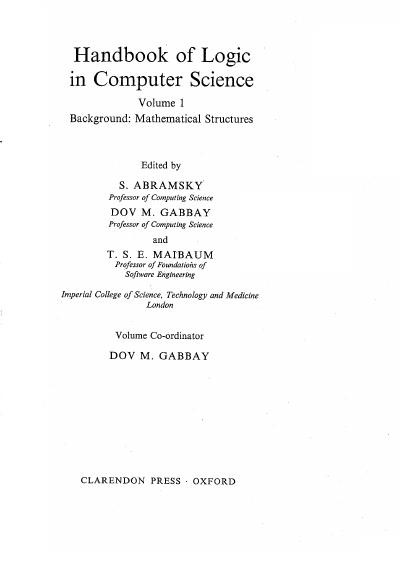 Handbook of Logic
in Computer Science
Volume 1
Background: Mathematical Structures
Edited by
S. ABRAMSKY
Professor of Computing Science
DOV M. GABBAY
Professor of Computing Science
and
T. S. E. MAIBAUM
Professor of Foundations of
Software Engineering
Imperial College of Science, Technology and Medicine
London
Volume Co-ordinator
DOV M. GABBAY
CLARENDON PRESS · OXFORD